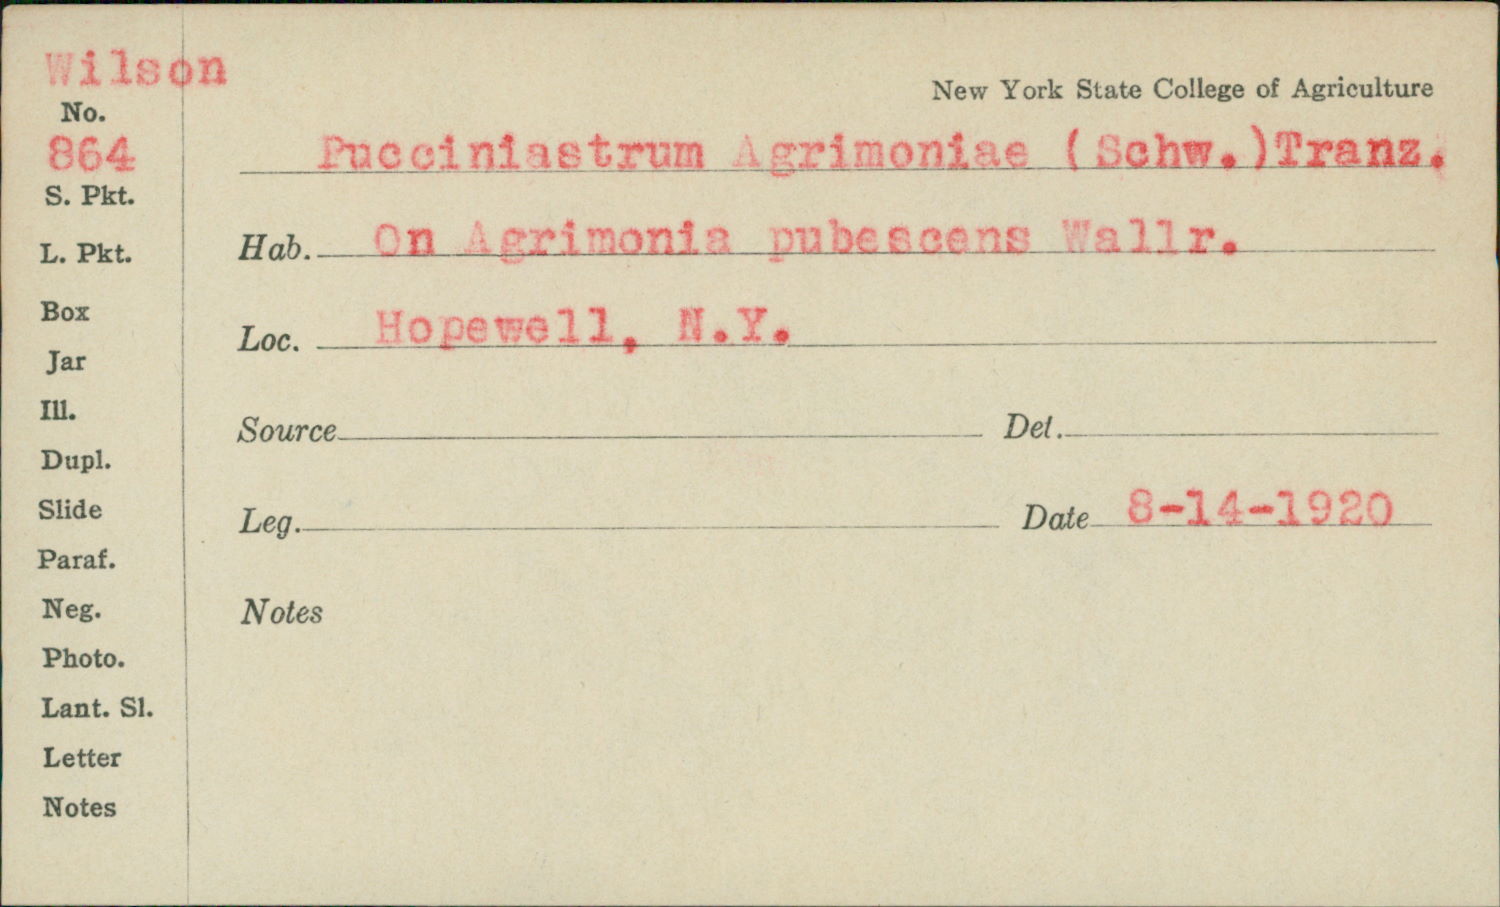 Wilson
New York State College of Agriculture
No.
864
Pucciniastrum Agrimoniae (Schw.)Tranz.
S. Pkt.
Hab. On Agrimonia pubescens Wallr.
L. Pkt.
Box
Loc. Hopewell, N.Y.
Jar
Ill.
Source Det.
Dupl.
Slide
Leg. Date 8-14-1920
Paraf.
Neg.
Notes
Photo.
Lant. Sl.
Letter
Notes